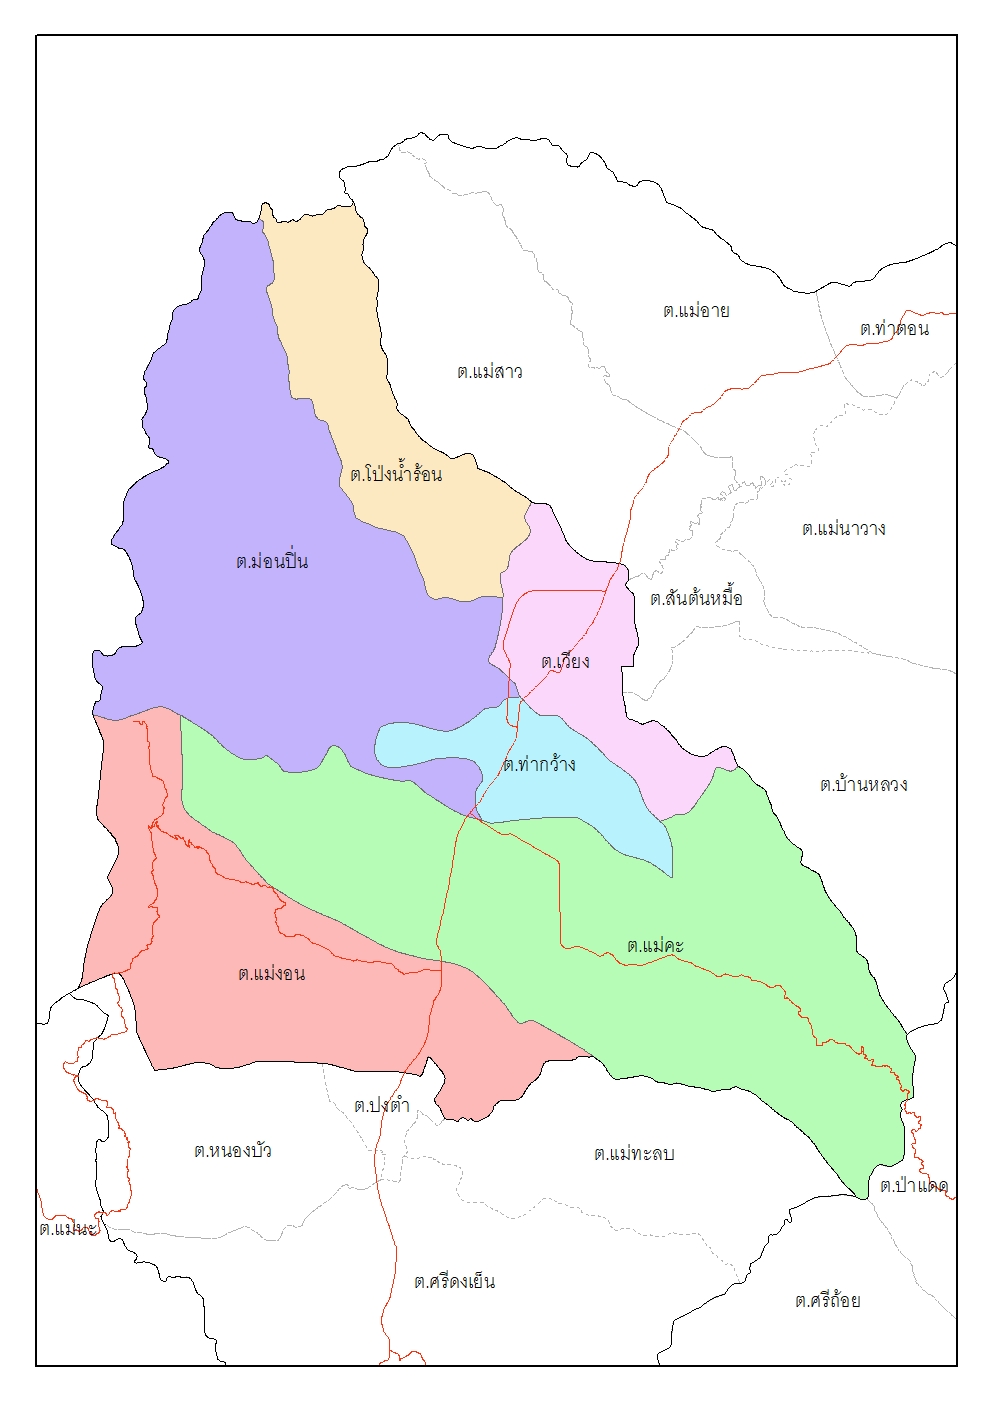 ต.แม่อาย
ต.ท่าตอน
ต.แม่สาว
ต.โป่งน้ำร้อน
ต.แม่นาวาง
ต.ม่อนปิ่น
ต.สันต้นหมื้อ
ต.เวียง
ต.ท่ากว้าง
ต.บ้านหลวง
ต.แม่คะ
ต.แม่งอน
ต.ปงตำ
ต.หนองบัว
ต.แม่ทะลบ
ต.ป่าแดด
ต.แม่นะ
ต.ศรีดงเย็น
ต.ศรีถ้อย